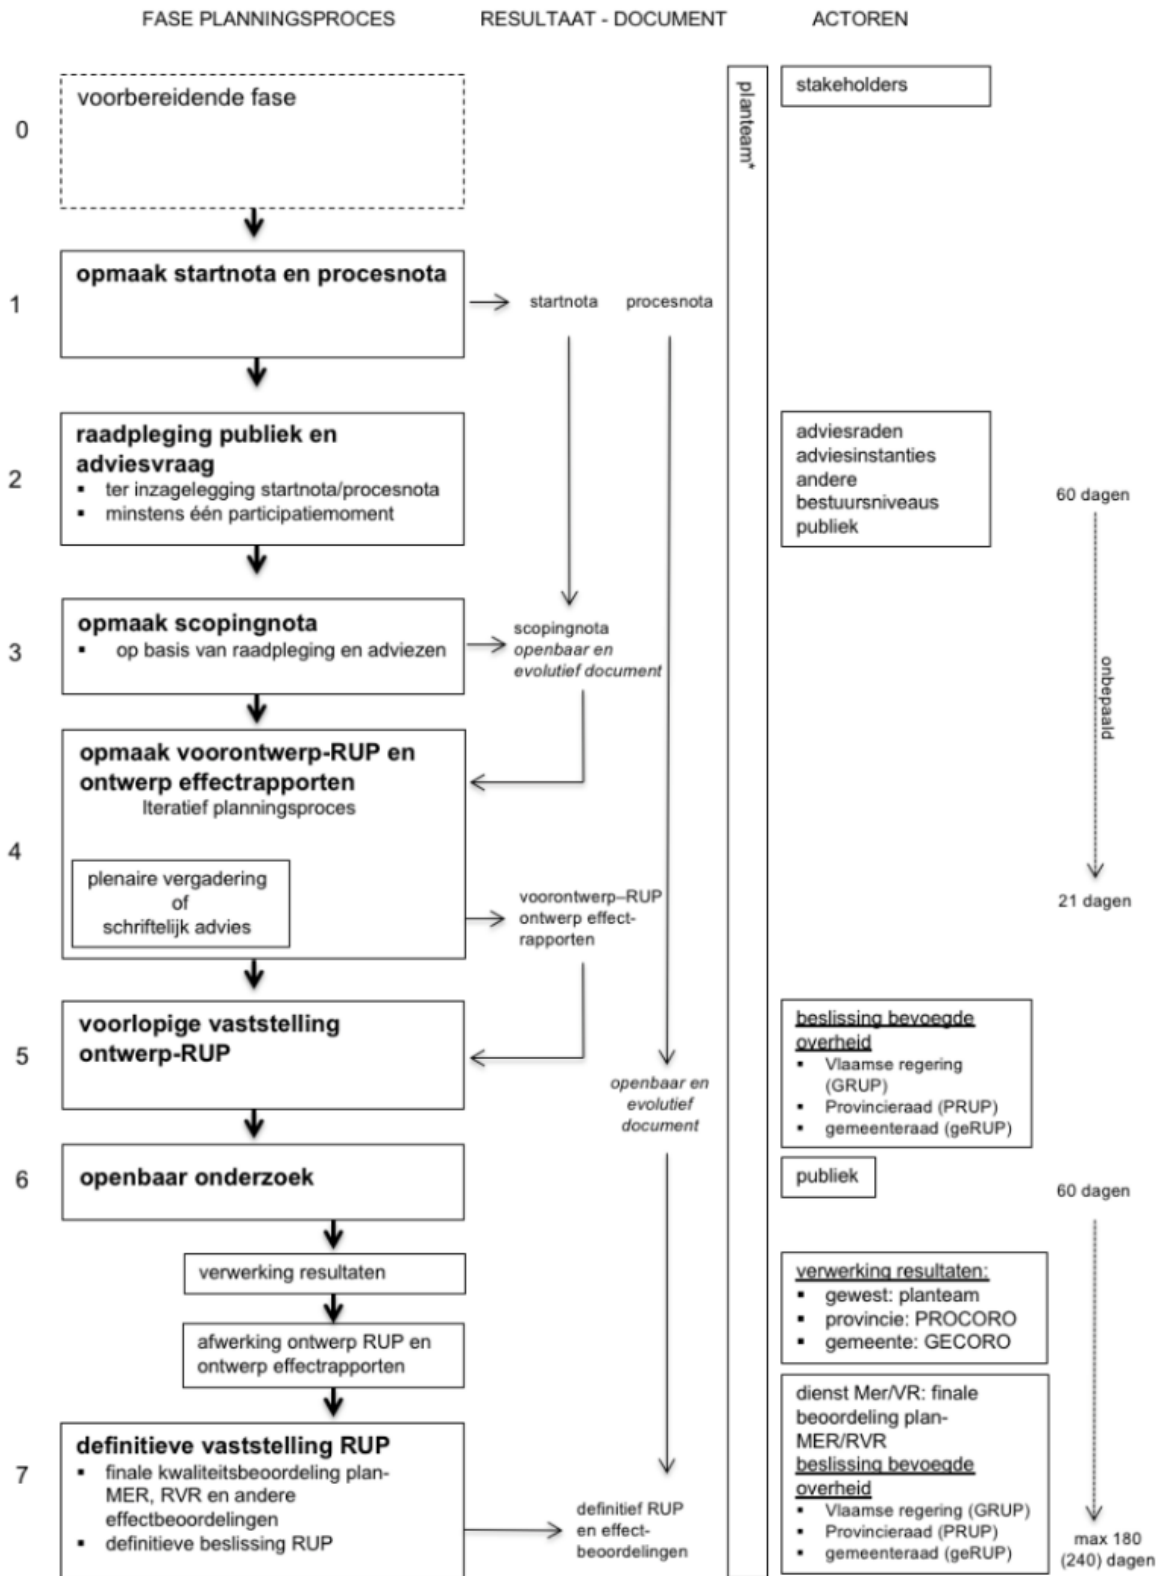 FASE PLANNINGSPROCES RESULTAAT - DOCUMENT ACTOREN
0
voorbereidende fase
planteam*
stakeholders
1
opmaak startnota en procesnota
startnota procesnota
2
raadpleging publiek en
adviesvraag
▪ ter inzagelegging startnota/procesnota
▪ minstens één participatiemoment
adviesraden
adviesinstanties
andere
bestuursniveaus
publiek
60 dagen
3
opmaak scopingnota
▪ op basis van raadpleging en adviezen
scopingnota
openbaar en
evolutief document
onbepaald
4
opmaak voorontwerp-RUP en
ontwerp effectrapporten
Iteratief planningsproces
plenaire vergadering
of
schriftelijk advies
voorontwerp–RUP
ontwerp effect-
rapporten
21 dagen
5
voorlopige vaststelling
ontwerp-RUP
openbaar en
evolutief
document
beslissing bevoegde
overheid
▪ Vlaamse regering
(GRUP)
▪ Provincieraad (PRUP)
▪ gemeenteraad (geRUP)
6
openbaar onderzoek
publiek
60 dagen
verwerking resultaten
verwerking resultaten:
▪ gewest: planteam
▪ provincie: PROCORO
▪ gemeente: GECORO
afwerking ontwerp RUP en
ontwerp effectrapporten
7
definitieve vaststelling RUP
▪ finale kwaliteitsbeoordeling plan-
MER, RVR en andere
effectbeoordelingen
▪ definitieve beslissing RUP
definitief RUP
en effect-
beoordelingen
dienst Mer/VR: finale
beoordeling plan-
MER/RVR
beslissing bevoegde
overheid
▪ Vlaamse regering (GRUP)
▪ Provincieraad (PRUP)
▪ gemeenteraad (geRUP)
max 180
(240) dagen